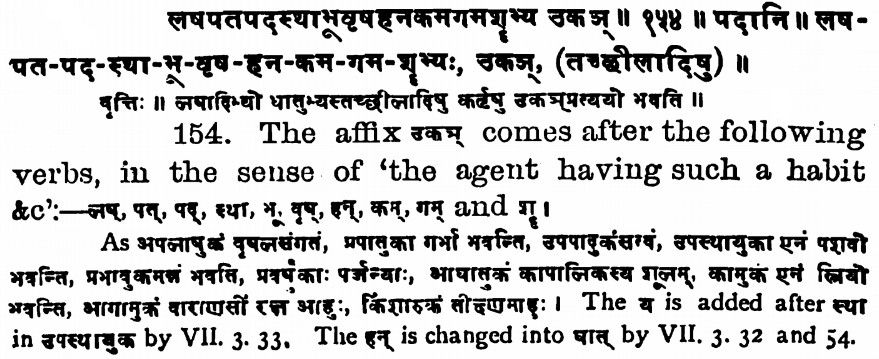 लषपतपदस्थाभूवृषहनकमगमशॄभ्य उकञ् ॥ १५४ ॥ पदानि ॥ लष-
पत-पद-स्था-भू-वृष-हन-कम-गम-शॄभ्यः, उकञ्, (तच्छीलादिषु) ॥
वृत्तिः ॥ लषादिभ्यो धातुभ्यस्तच्छीलादिषु कर्तृषु उकञ्प्रत्ययो भवति ॥
154. The affix उकञ् comes after the following
verbs, in the sense of 'the agent having such a habit
&c':—लष्, पत्, पद्, स्था, भू, वृष्, हन्, कम्, गम् and शॄ ।
As अपलाषुकं वृषलसंगतं, प्रपातुका गर्भा भवन्ति, उपपादुकंसत्वं, उपस्थायुका एनं पशवो
भवन्ति, प्रभावुकमन्नं भवति, प्रवर्षुकाः पर्जन्याः, आघातुकं कापालिकस्य शूलम्, कामुका एनं स्त्रियो
भवन्ति, आगामुकं वाराणसीं रक्ष आहुः, किंशारुकं तीक्ष्णमाहुः । The य is added after स्था
in उपस्थायुक by VII. 3. 33. The हन् is changed into घात् by VII. 3. 32 and 54.